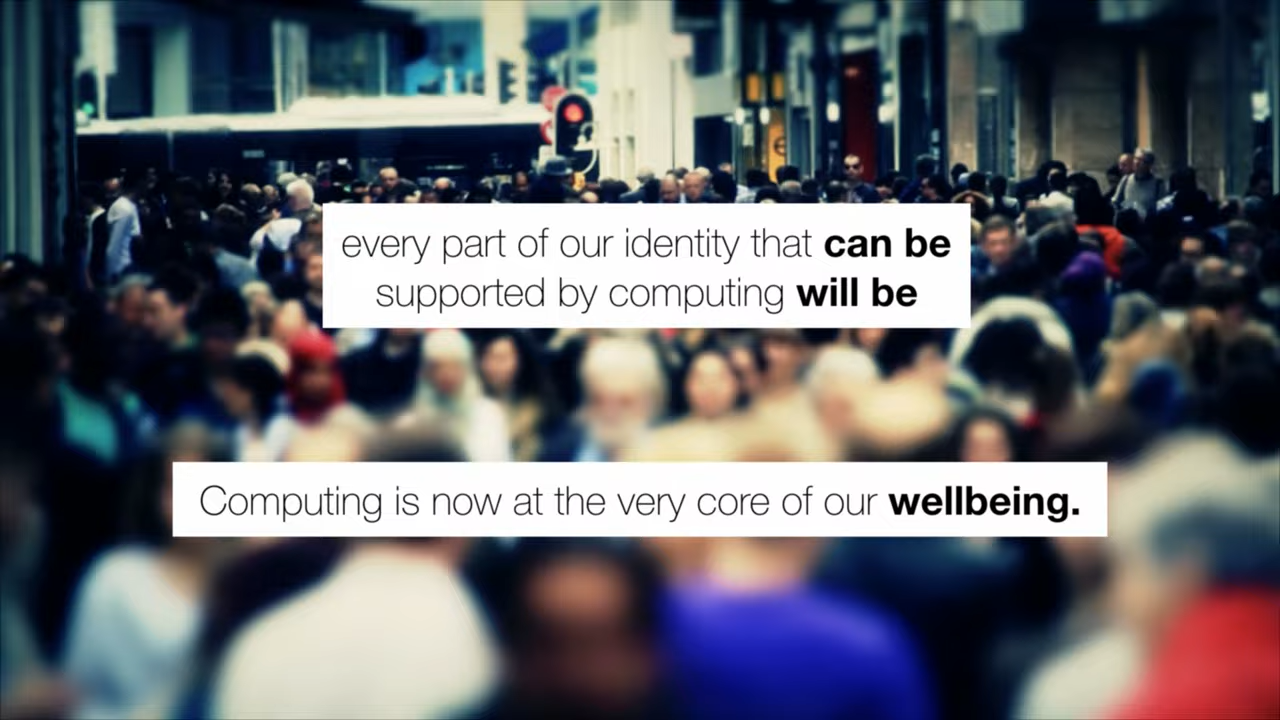 every part of our identity that can be
supported by computing will be
Computing is now at the very core of our wellbeing.